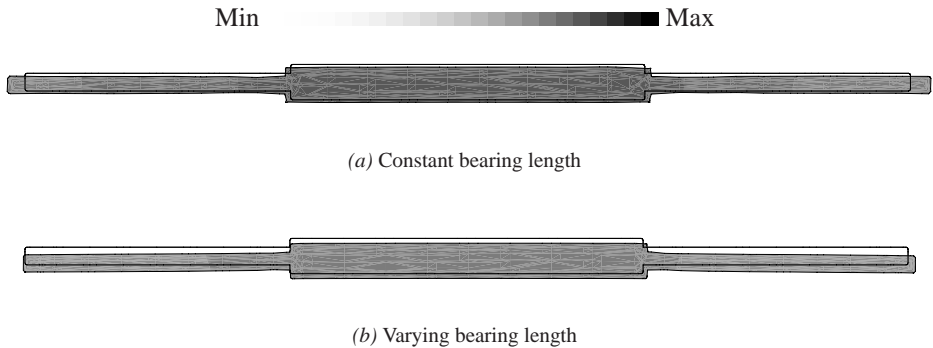 Min Max
(a) Constant bearing length
(b) Varying bearing length